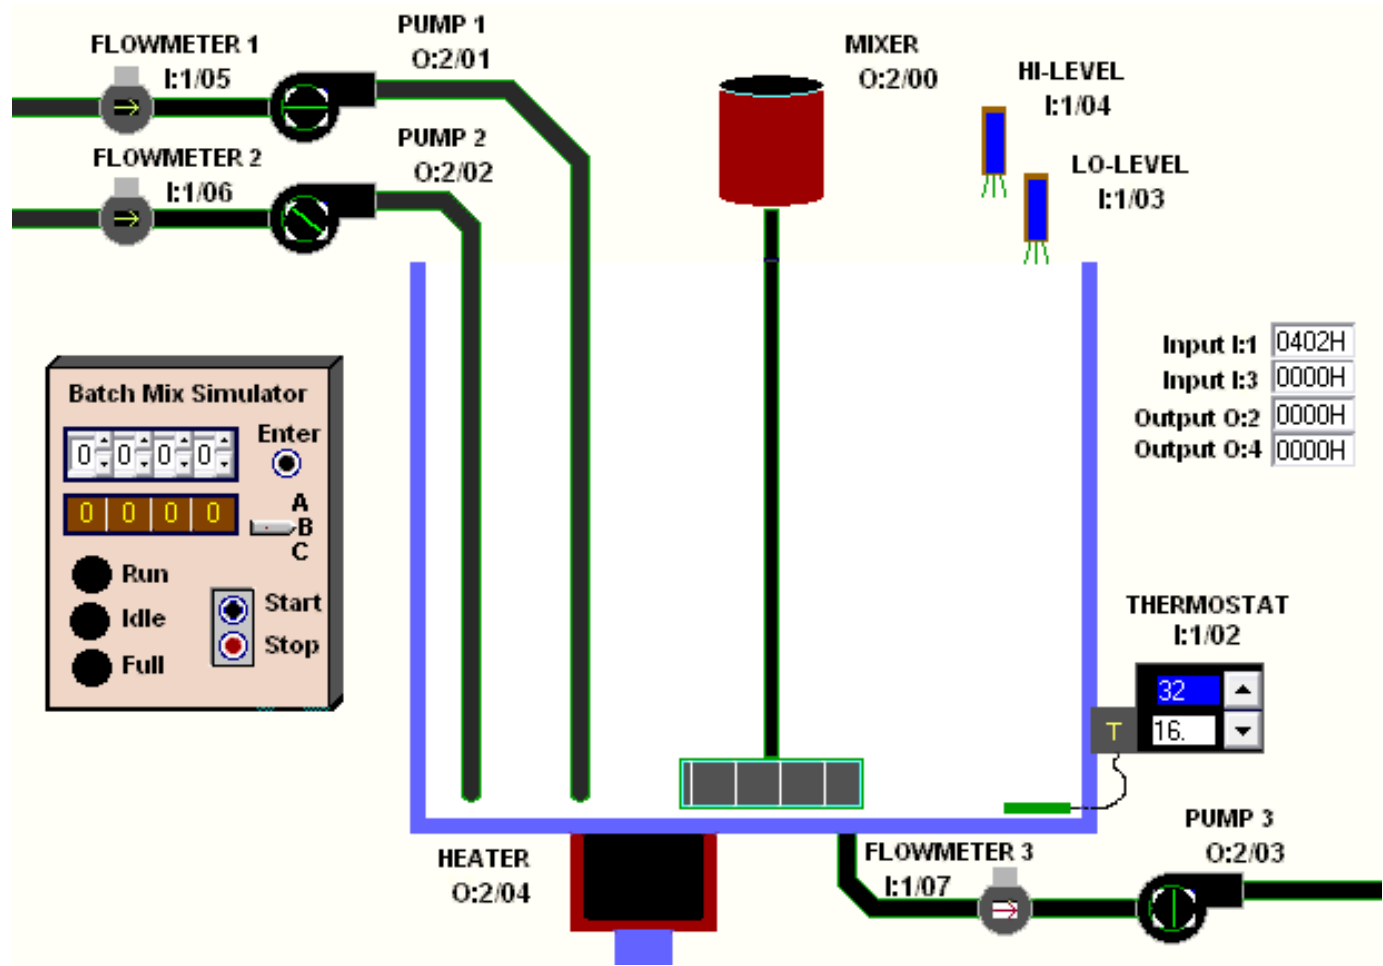 PUMP 1
O:2/01
FLOWMETER 1
I:1/05
MIXER
O:2/00
HI-LEVEL
I:1/04
PUMP 2
O:2/02
FLOWMETER 2
I:1/06
LO-LEVEL
I:1/03
Input I:1 0402H
Input I:3 0000H
Output O:2 0000H
Output O:4 0000H
Batch Mix Simulator
Enter
0 0 0 0
0 0 0 0
A
B
C
Run
Idle
Full
Start
Stop
THERMOSTAT
I:1/02
32
T 16.
PUMP 3
O:2/03
HEATER
O:2/04
FLOWMETER 3
I:1/07